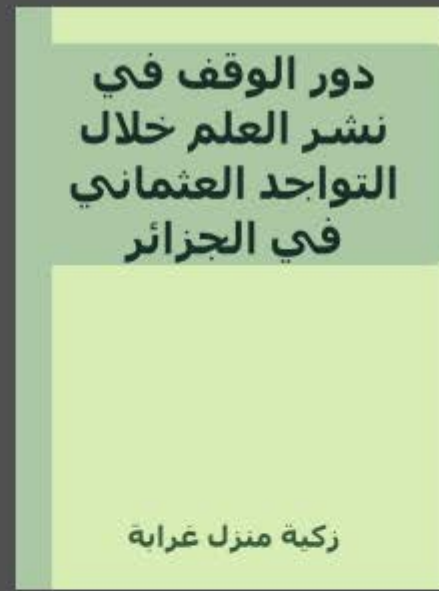 دور الوقف في
نشر العلم خلال
التواجد العثماني
في الجزائر
زكية منزل غرابة